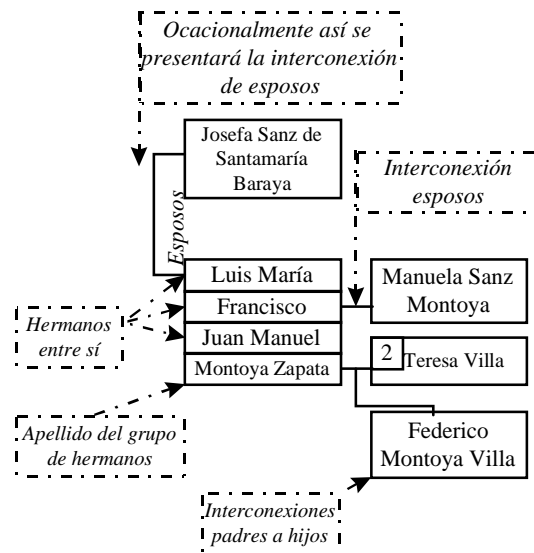 Ocacionalmente así se
presentará la interconexión
de esposos
Josefa Sanz de
Santamaría
Baraya
Interconexión
esposos
Esposos
Luis María
Francisco
Juan Manuel
Montoya Zapata
Manuela Sanz
Montoya
2
Teresa Villa
Hermanos
entre sí
Apellido del grupo
de hermanos
Federico
Montoya Villa
Interconexiones
padres a hijos